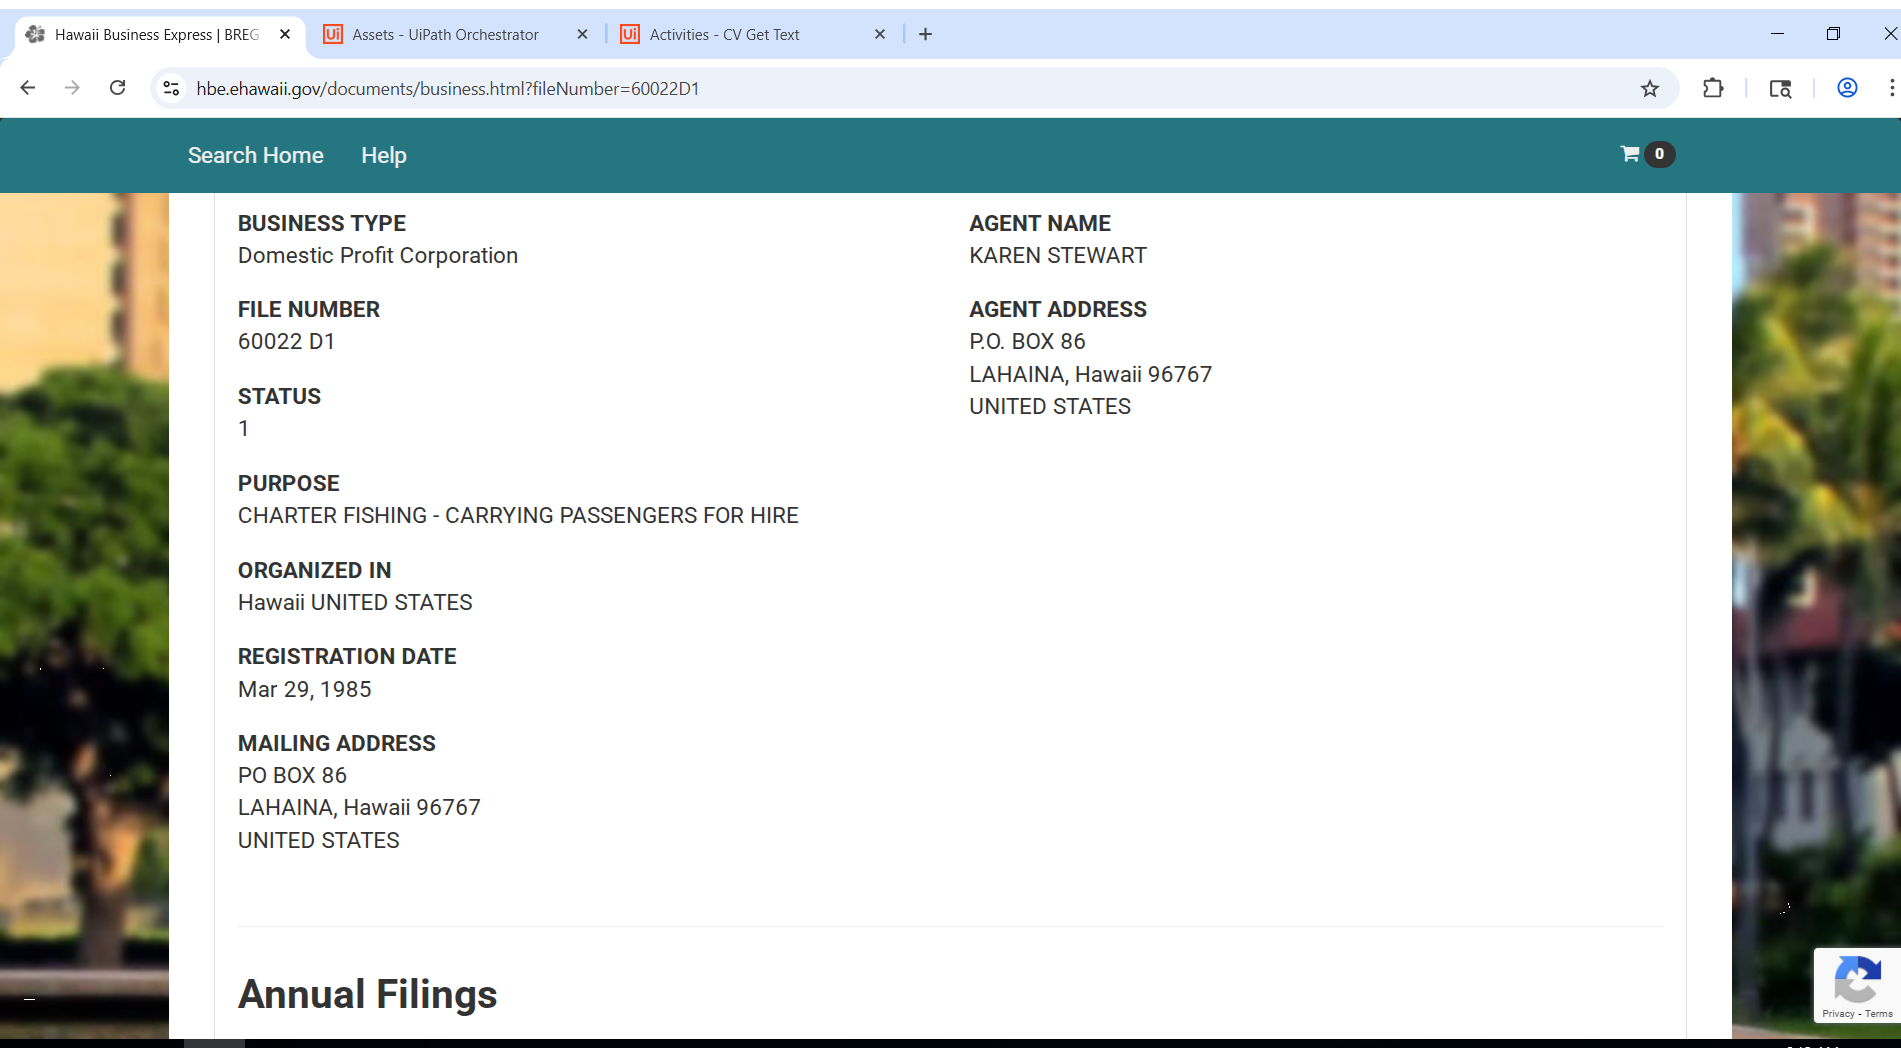 Hawaii Business Express | BREG
Assets - UiPath Orchestrator
Activities - CV Get Text
hbe.ehawaii.gov/documents/business.html?fileNumber=60022D1
Search Home
Help
0
BUSINESS TYPE
Domestic Profit Corporation
FILE NUMBER
60022 D1
STATUS
1
PURPOSE
CHARTER FISHING - CARRYING PASSENGERS FOR HIRE
ORGANIZED IN
Hawaii UNITED STATES
REGISTRATION DATE
Mar 29, 1985
MAILING ADDRESS
PO BOX 86
LAHAINA, Hawaii 96767
UNITED STATES
AGENT NAME
KAREN STEWART
AGENT ADDRESS
P.O. BOX 86
LAHAINA, Hawaii 96767
UNITED STATES
Annual Filings
Privacy - Terms